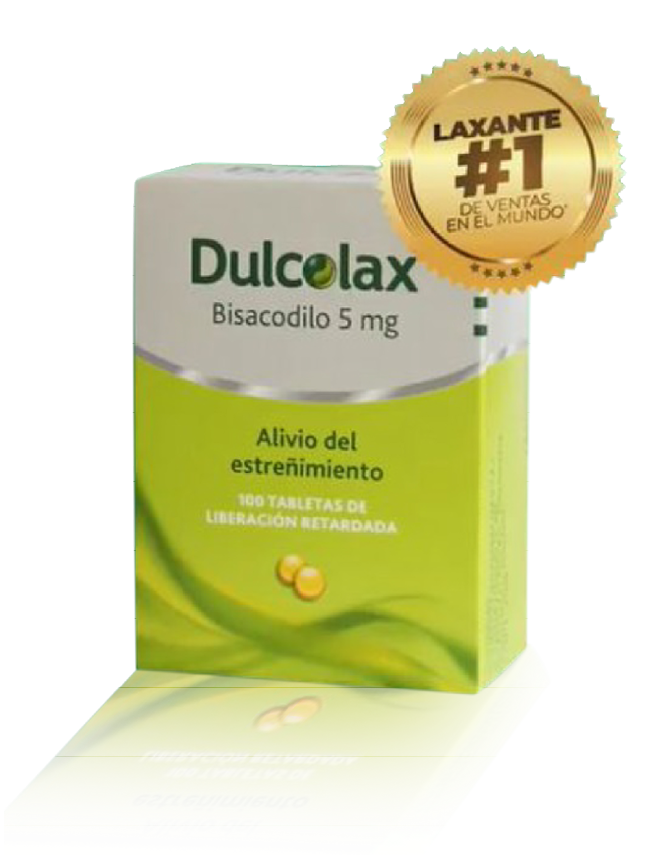 LAXANTE
#1
DE VENTAS
EN EL MUNDO*
Dulcolax
Bisacodilo 5 mg
Alivio del
estreñimiento
100 TABLETAS DE
LIBERACIÓN RETARDADA